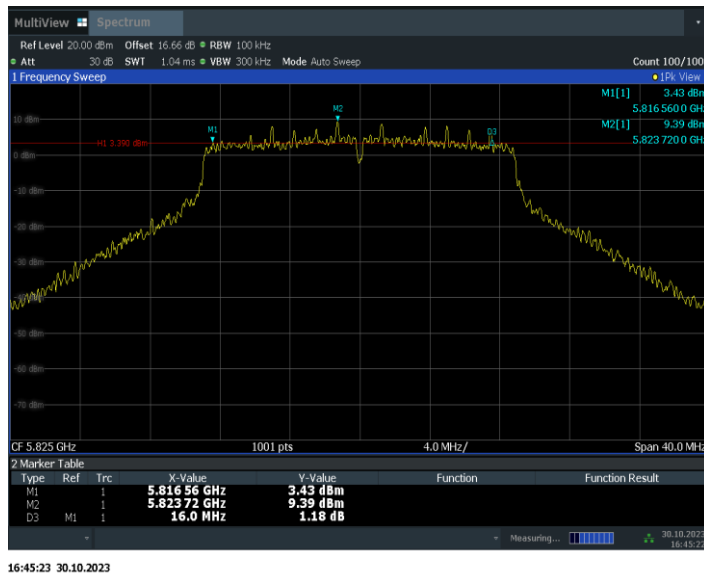 MultiView Spectrum
Ref Level 20.00 dBm Offset 16.66 dB RBW 100 kHz
Att 30 dB SWT 1.04 ms VBW 300 kHz Mode Auto Sweep Count 100/100
1 Frequency Sweep 1Pk View
M1[1] 3.43 dBm
5.816 560 0 GHz
M2[1] 9.39 dBm
5.823 720 0 GHz
M2
10 dBm
M1
D3
H1 3.390 dBm
0 dBm
-10 dBm
-20 dBm
-30 dBm
-50 dBm
-60 dBm
-70 dBm
CF 5.825 GHz 1001 pts 4.0 MHz/ Span 40.0 MHz
2 Marker Table
Type Ref Trc X-Value Y-Value Function Function Result
M1 1 5.816 56 GHz 3.43 dBm
M2 1 5.823 72 GHz 9.39 dBm
D3 M1 1 16.0 MHz 1.18 dB
Measuring... 30.10.2023
16:45:22
16:45:23 30.10.2023